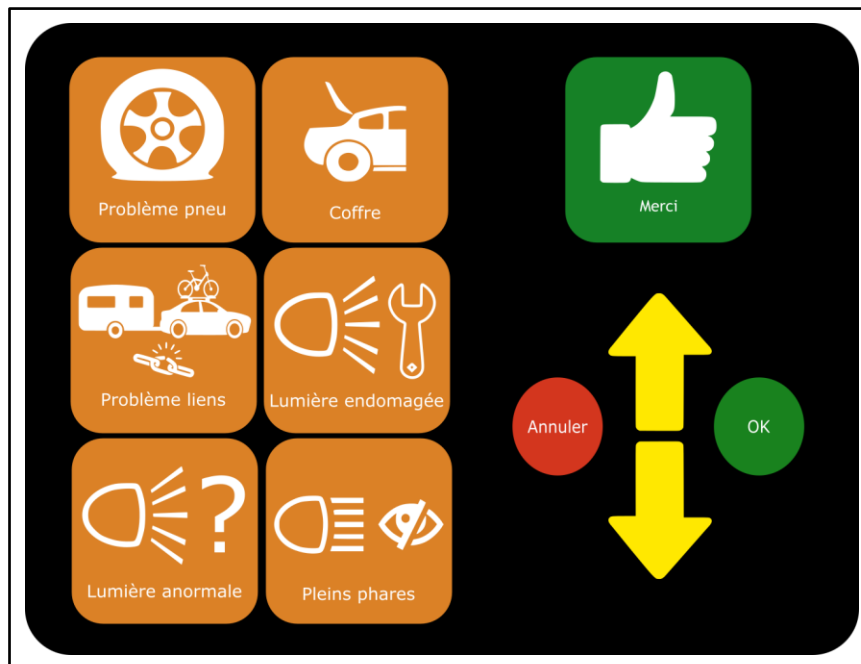 Problème pneu
Coffre
Merci
Problème liens
Lumière endomagée
Annuler
OK
Lumière anormale
Pleins phares